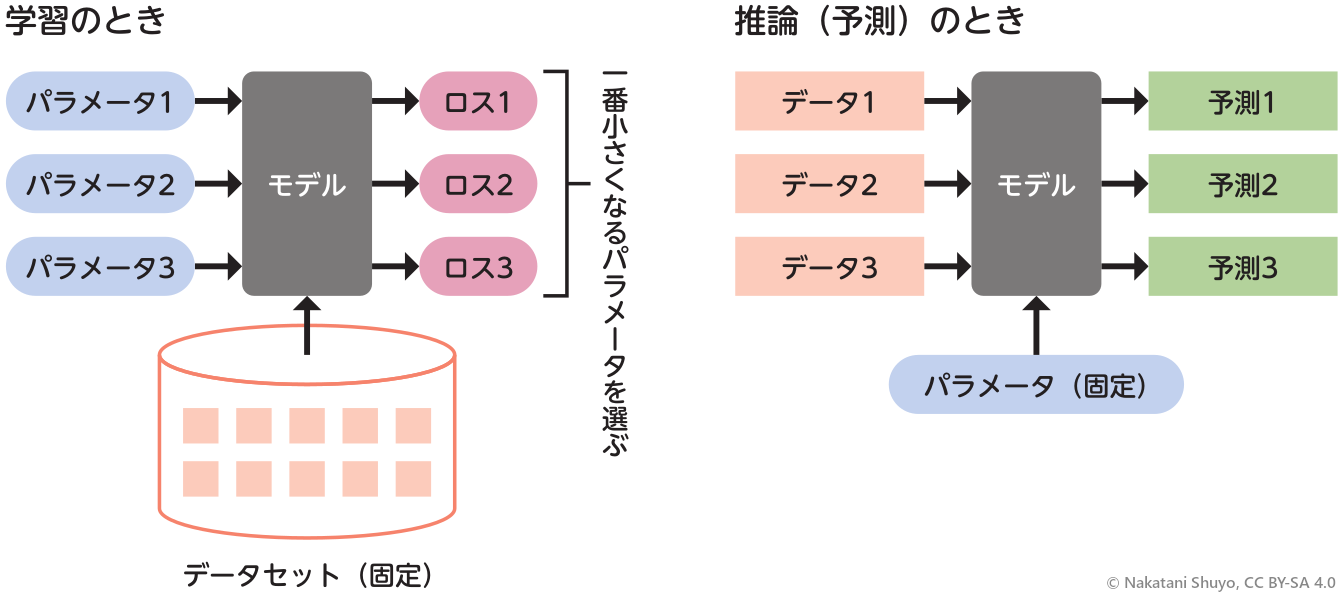 学習のとき
パラメータ1
パラメータ2
パラメータ3
モデル
ロス1
ロス2
ロス3
一番小さくなるパラメータを選ぶ
データセット（固定）
推論（予測）のとき
データ1
データ2
データ3
モデル
予測1
予測2
予測3
パラメータ（固定）
© Nakatani Shuyo, CC BY-SA 4.0